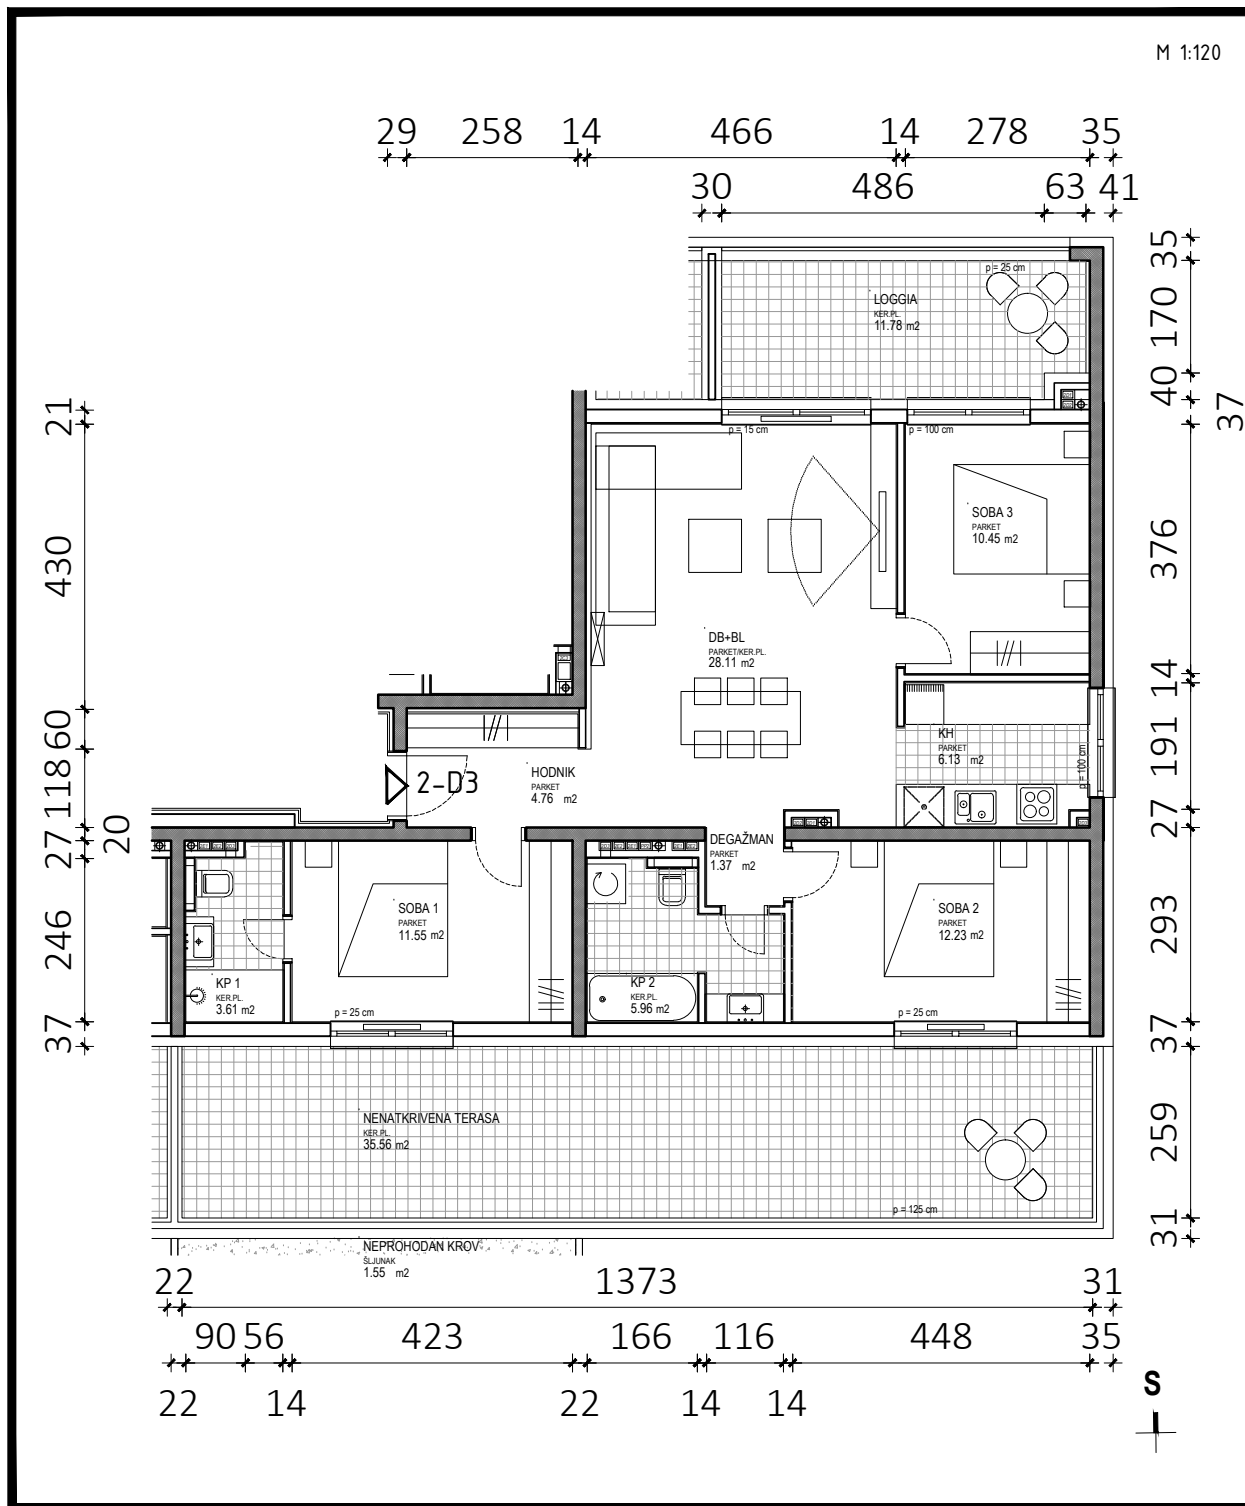 M 1:120
29 258 14 466 14 278 35
30 486 63 41
35
170
40
37
376
14
191
27
293
37
259
31
21
430
60
118
27
20
246
37
p = 25 cm
LOGGIA
KER.PL.
11.78 m2
p = 15 cm
p = 100 cm
SOBA 3
PARKET
10.45 m2
DB+BL
PARKET/KER.PL.
28.11 m2
KH
PARKET
6.13 m2
p = 100 cm
HODNIK
PARKET
4.76 m2
2-D3
DEGAŽMAN
PARKET
1.37 m2
SOBA 1
PARKET
11.55 m2
SOBA 2
PARKET
12.23 m2
KP 1
KER.PL.
3.61 m2
KP 2
KER.PL.
5.96 m2
p = 25 cm
p = 25 cm
NENATKRIVENA TERASA
KER.PL.
35.56 m2
p = 125 cm
NEPROHODAN KROV
ŠLJUNAK
1.55 m2
22 1373 31
90 56 423 166 116 448 35
22 14 22 14 14
S